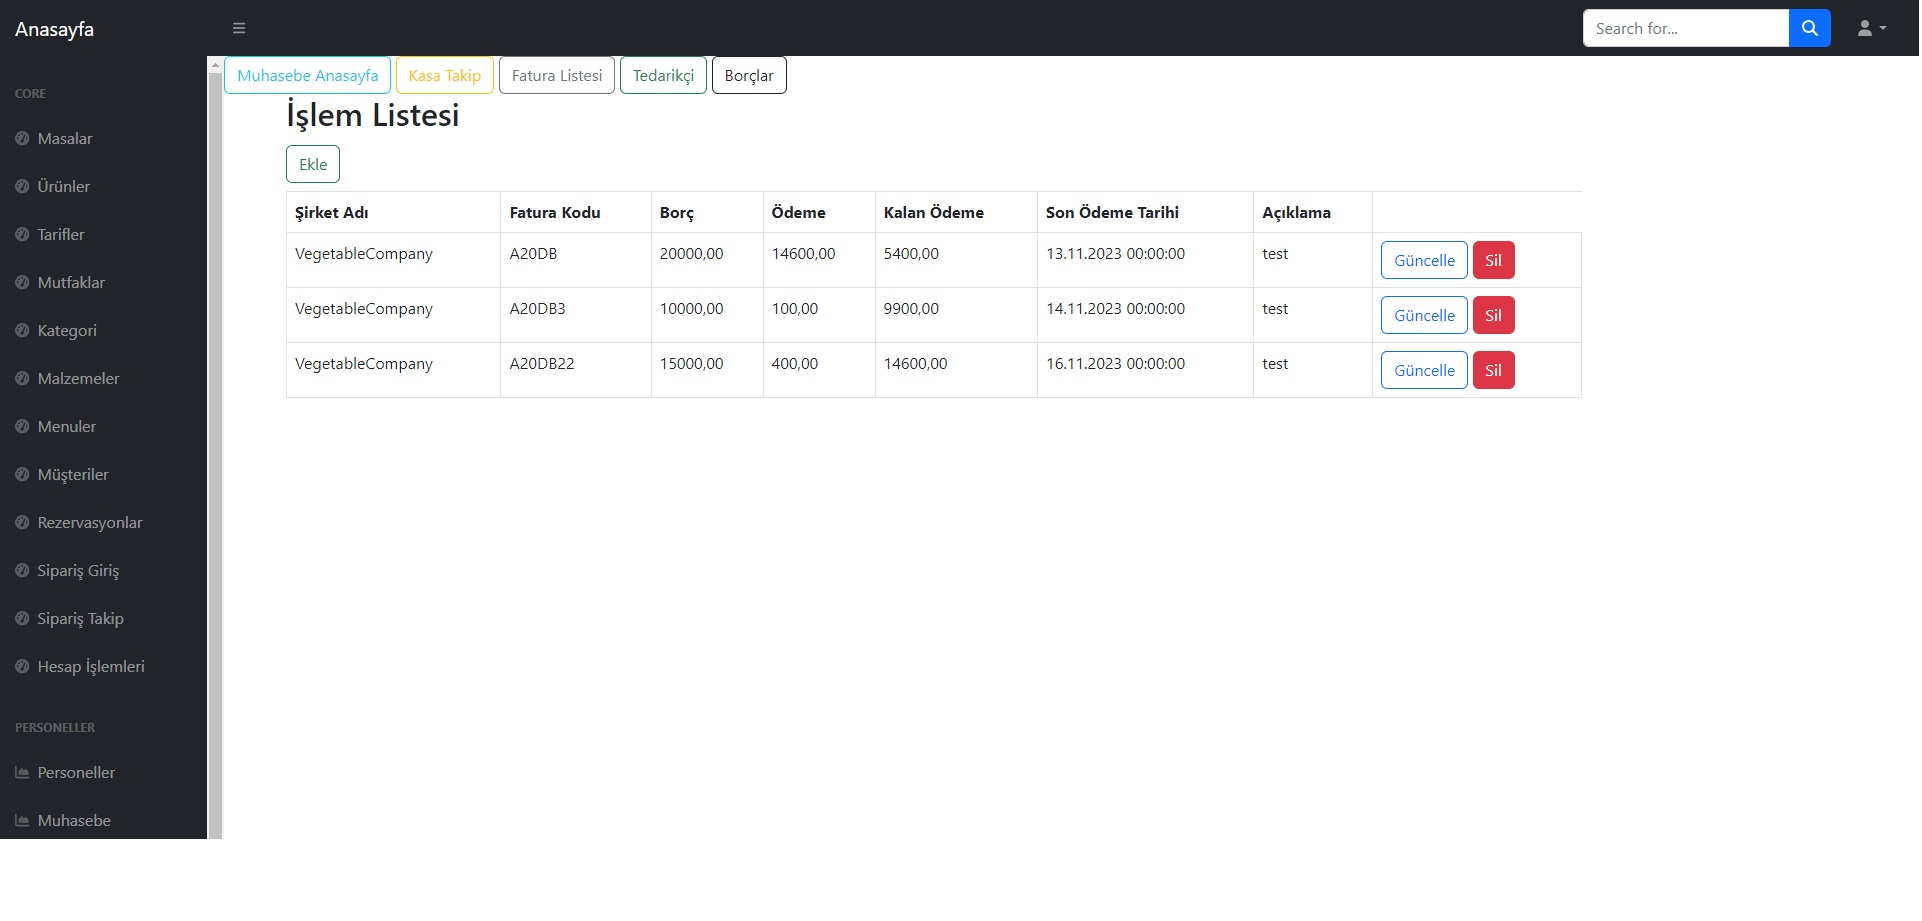 Anasayfa
Search for...
CORE
Masalar
Ürünler
Tarifler
Mutfaklar
Kategori
Malzemeler
Menuler
Müşteriler
Rezervasyonlar
Sipariş Giriş
Sipariş Takip
Hesap İşlemleri
PERSONELLER
Personeller
Muhasebe
Muhasebe Anasayfa Kasa Takip Fatura Listesi Tedarikçi Borçlar
İşlem Listesi
Ekle
Şirket Adı Fatura Kodu Borç Ödeme Kalan Ödeme Son Ödeme Tarihi Açıklama
VegetableCompany A20DB 20000,00 14600,00 5400,00 13.11.2023 00:00:00 test Güncelle Sil
VegetableCompany A20DB3 10000,00 100,00 9900,00 14.11.2023 00:00:00 test Güncelle Sil
VegetableCompany A20DB22 15000,00 400,00 14600,00 16.11.2023 00:00:00 test Güncelle Sil